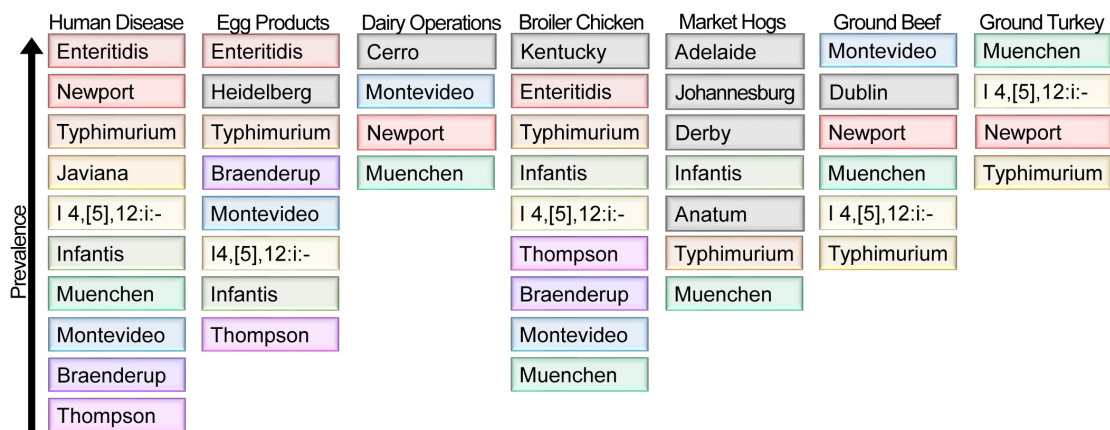 Human Disease
Egg Products
Dairy Operations
Broiler Chicken
Market Hogs
Ground Beef
Ground Turkey
Prevalence
Enteritidis
Newport
Typhimurium
Javiana
I 4,[5],12:i:-
Infantis
Muenchen
Montevideo
Braenderup
Thompson
Enteritidis
Heidelberg
Typhimurium
Braenderup
Montevideo
I4,[5],12:i:-
Infantis
Thompson
Cerro
Montevideo
Newport
Muenchen
Kentucky
Enteritidis
Typhimurium
Infantis
I 4,[5],12:i:-
Thompson
Braenderup
Montevideo
Muenchen
Adelaide
Johannesburg
Derby
Infantis
Anatum
Typhimurium
Muenchen
Montevideo
Dublin
Newport
Muenchen
I 4,[5],12:i:-
Typhimurium
Muenchen
I 4,[5],12:i:-
Newport
Typhimurium